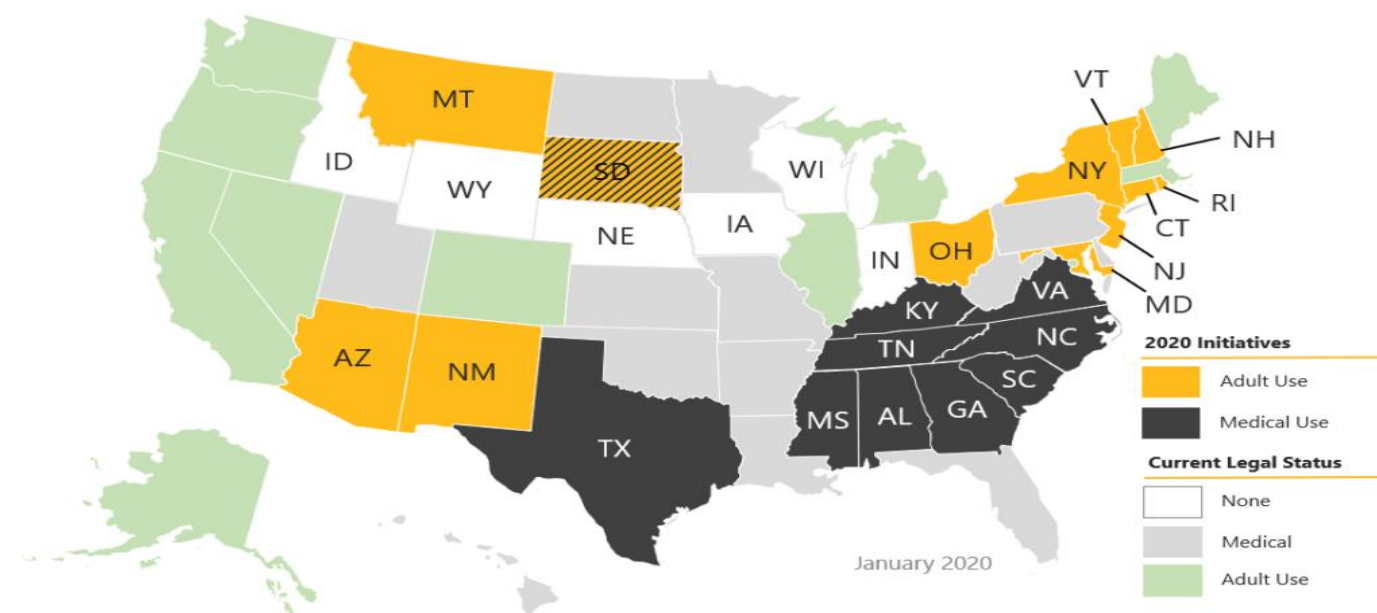 VT
MT
NH
ID
SD
WI
NY
WY
RI
IA
CT
NE
OH
IN
NJ
MD
VA
KY
NC
TN
AZ
NM
SC
MS
AL
GA
TX
2020 Initiatives
Adult Use
Medical Use
Current Legal Status
None
Medical
Adult Use
January 2020